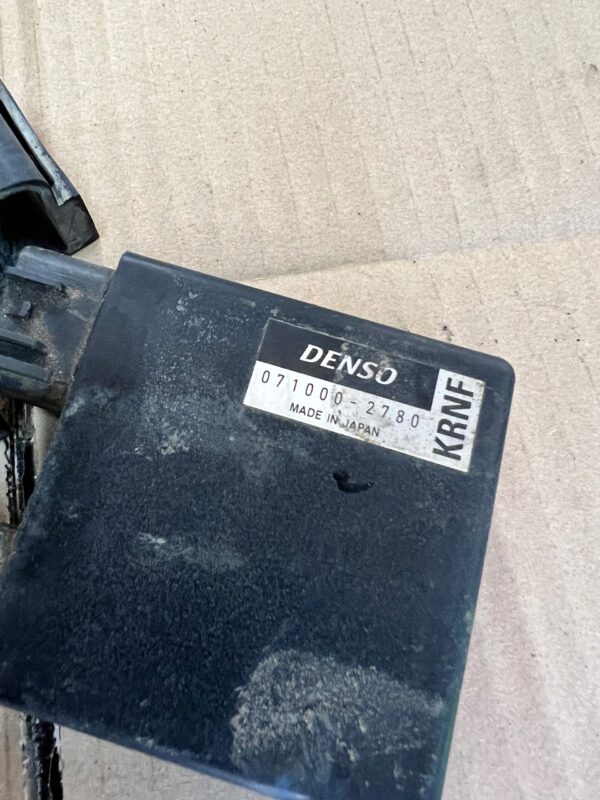 DENSO
071000-2780
MADE IN JAPAN
KRNF